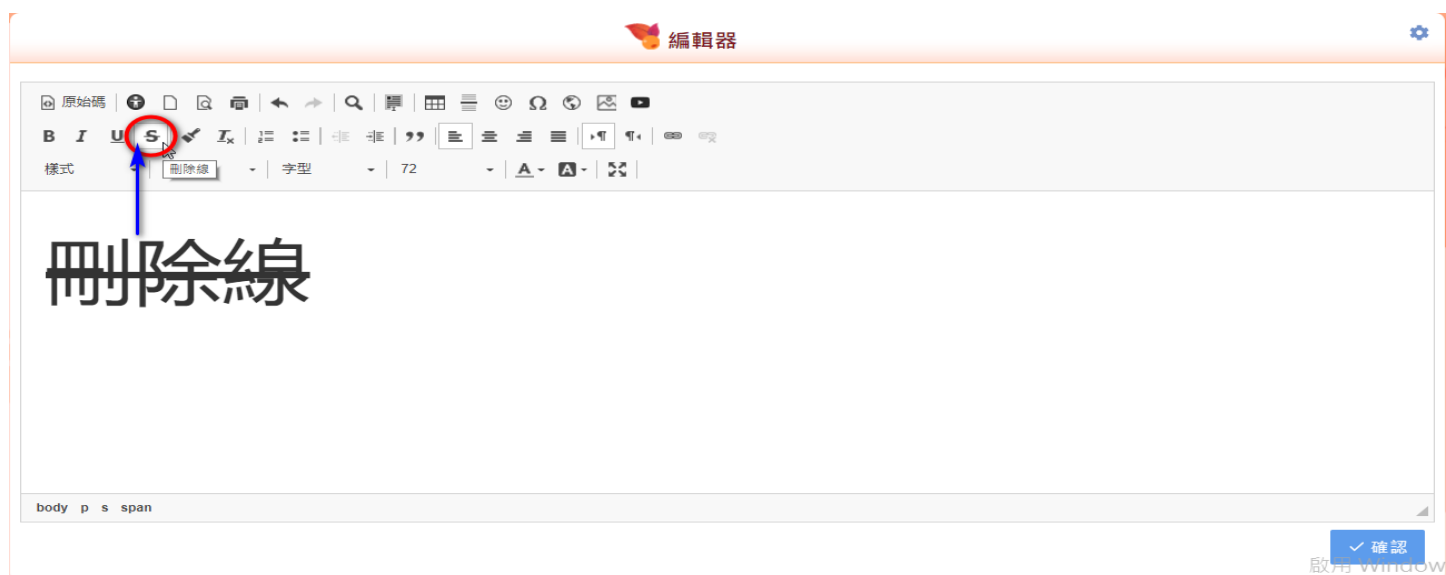 編輯器
原始碼
B I U S Ix
刪除線
樣式 字型 72 A A
刪除線
body p s span
確認
啟用 Window